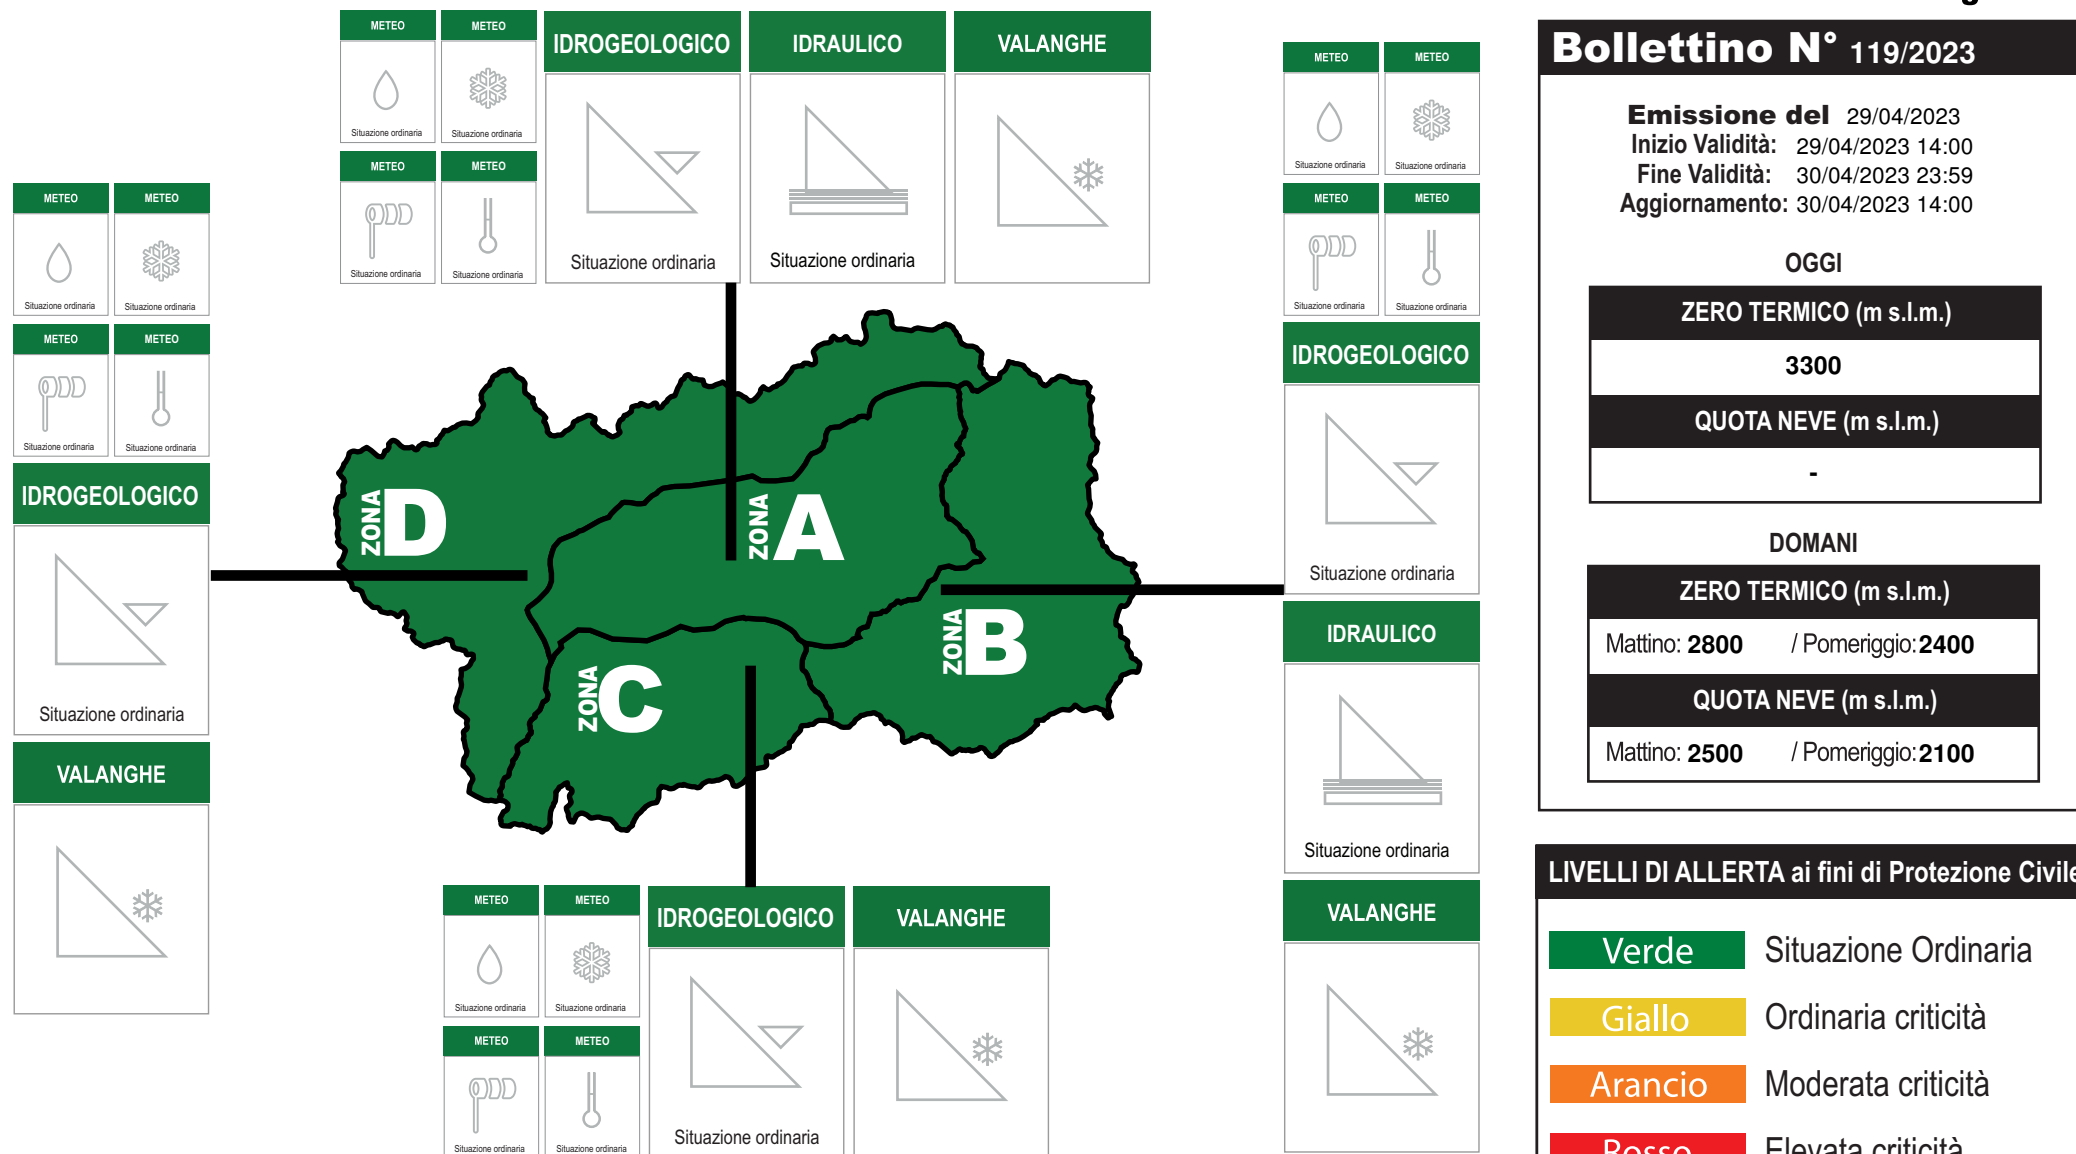 METEO METEO
Situazione ordinaria Situazione ordinaria
METEO METEO
Situazione ordinaria Situazione ordinaria
IDROGEOLOGICO
Situazione ordinaria
IDRAULICO
Situazione ordinaria
VALANGHE
METEO METEO
Situazione ordinaria Situazione ordinaria
METEO METEO
Situazione ordinaria Situazione ordinaria
IDROGEOLOGICO
Situazione ordinaria
VALANGHE
ZONA D
ZONA A
ZONA B
ZONA C
METEO METEO
Situazione ordinaria Situazione ordinaria
METEO METEO
Situazione ordinaria Situazione ordinaria
IDROGEOLOGICO
Situazione ordinaria
IDRAULICO
Situazione ordinaria
VALANGHE
METEO METEO
Situazione ordinaria Situazione ordinaria
METEO METEO
Situazione ordinaria Situazione ordinaria
IDROGEOLOGICO
Situazione ordinaria
VALANGHE
Bollettino N° 119/2023
Emissione del 29/04/2023
Inizio Validità: 29/04/2023 14:00
Fine Validità: 30/04/2023 23:59
Aggiornamento: 30/04/2023 14:00
OGGI
ZERO TERMICO (m s.l.m.)
3300
QUOTA NEVE (m s.l.m.)
-
DOMANI
ZERO TERMICO (m s.l.m.)
Mattino: 2800 / Pomeriggio: 2400
QUOTA NEVE (m s.l.m.)
Mattino: 2500 / Pomeriggio: 2100
LIVELLI DI ALLERTA ai fini di Protezione Civile
Verde Situazione Ordinaria
Giallo Ordinaria criticità
Arancio Moderata criticità
Rosso Elevata criticità